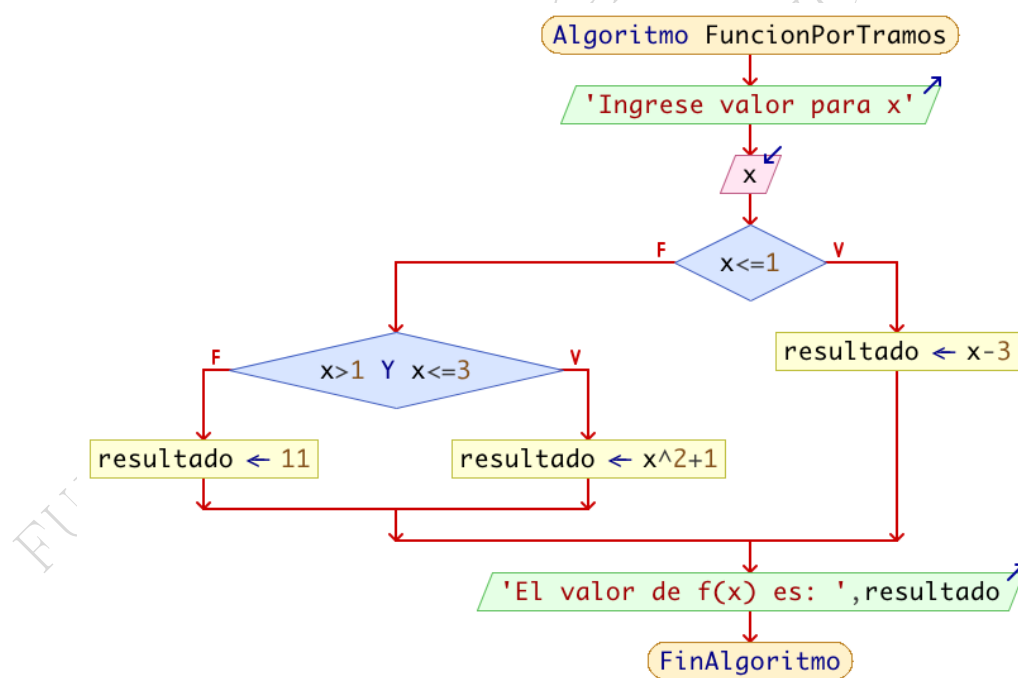 Algoritmo FuncionPorTramos
'Ingrese valor para x'
x
F
V
x<=1
resultado ← x-3
F
V
x>1 Y x<=3
resultado ← 11
resultado ← x^2+1
'El valor de f(x) es: ',resultado
FinAlgoritmo